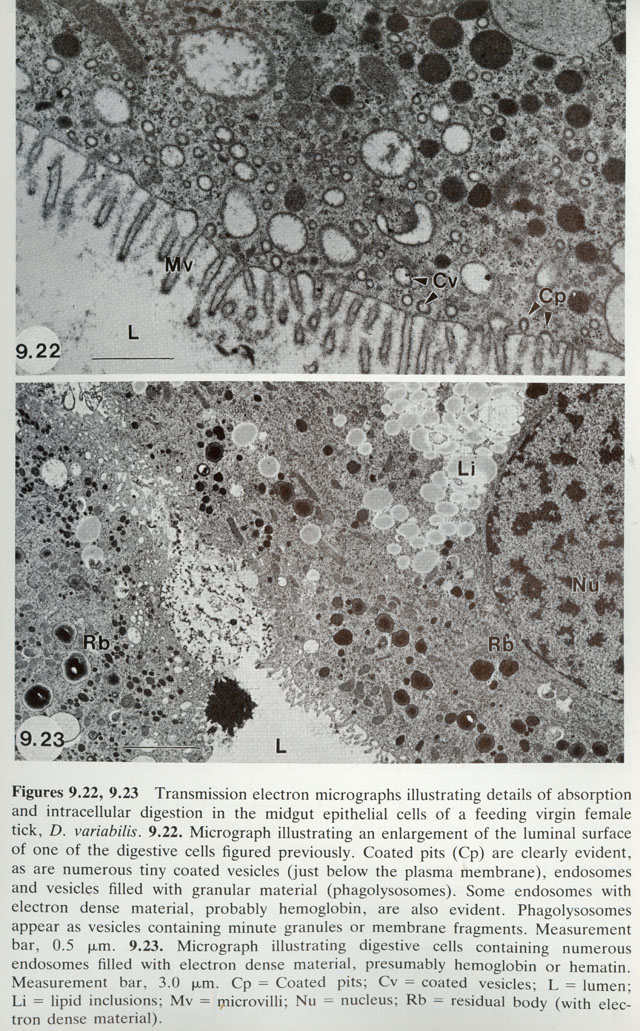 Mv
Cv
Cp
L
9.22
Li
Nu
Rb
Rb
9.23
L
Figures 9.22, 9.23 Transmission electron micrographs illustrating details of absorption
and intracellular digestion in the midgut epithelial cells of a feeding virgin female
tick, D. variabilis. 9.22. Micrograph illustrating an enlargement of the luminal surface
of one of the digestive cells figured previously. Coated pits (Cp) are clearly evident,
as are numerous tiny coated vesicles (just below the plasma membrane), endosomes
and vesicles filled with granular material (phagolysosomes). Some endosomes with
electron dense material, probably hemoglobin, are also evident. Phagolysosomes
appear as vesicles containing minute granules or membrane fragments. Measurement
bar, 0.5 μm. 9.23. Micrograph illustrating digestive cells containing numerous
endosomes filled with electron dense material, presumably hemoglobin or hematin.
Measurement bar, 3.0 μm. Cp = Coated pits; Cv = coated vesicles; L = lumen;
Li = lipid inclusions; Mv = microvilli; Nu = nucleus; Rb = residual body (with elec-
tron dense material).